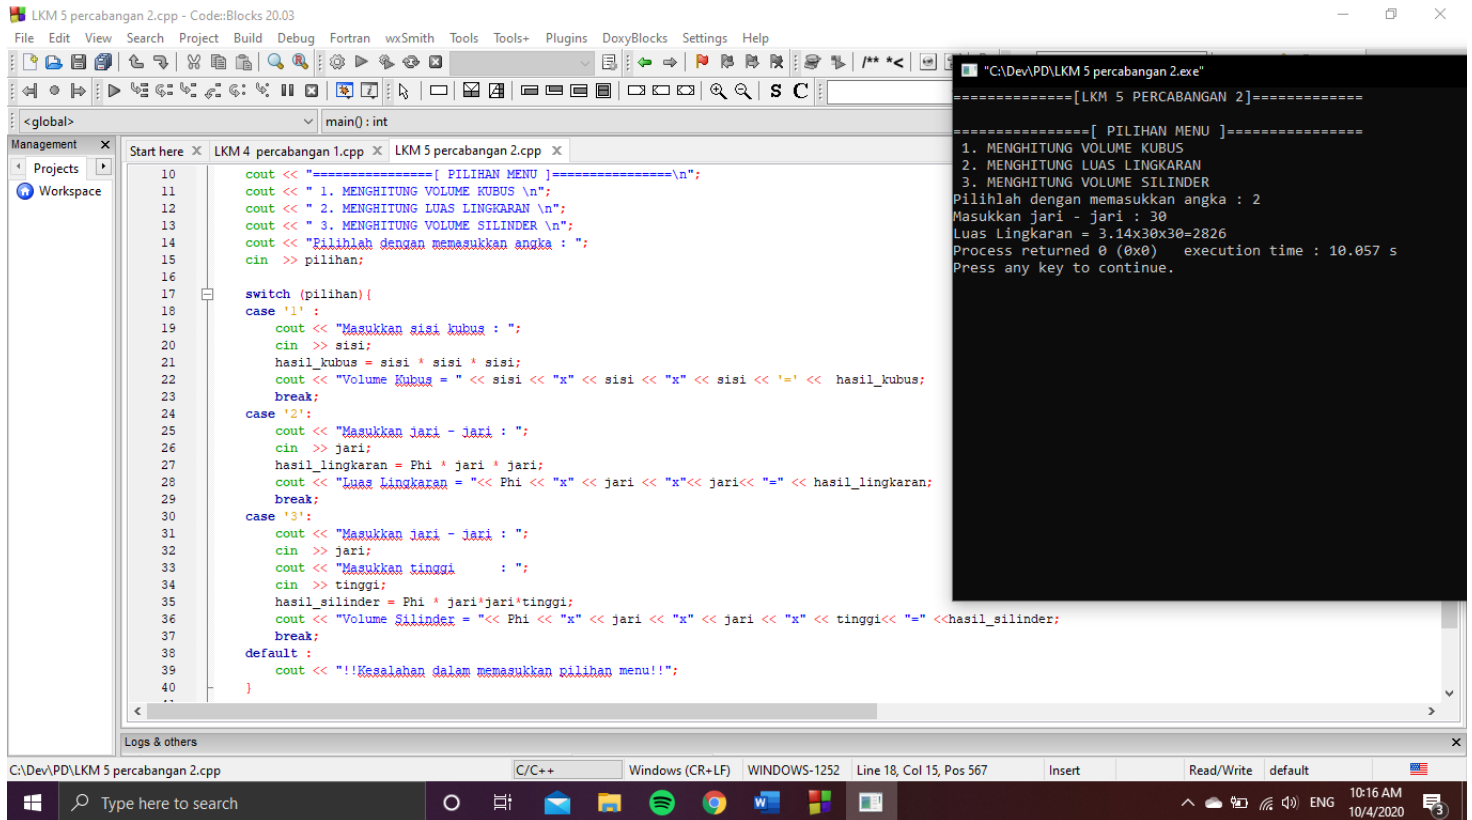 LKM 5 percabangan 2.cpp - Code::Blocks 20.03
File Edit View Search Project Build Debug Fortran wxSmith Tools Tools+ Plugins DoxyBlocks Settings Help
/** *<
S C
<global>
main() : int
Management
Projects
Workspace
Start here LKM 4 percabangan 1.cpp LKM 5 percabangan 2.cpp
10 cout << "================[ PILIHAN MENU ]================\n";
11 cout << " 1. MENGHITUNG VOLUME KUBUS \n";
12 cout << " 2. MENGHITUNG LUAS LINGKARAN \n";
13 cout << " 3. MENGHITUNG VOLUME SILINDER \n";
14 cout << "Pilihlah dengan memasukkan angka : ";
15 cin >> pilihan;
16
17 switch (pilihan){
18 case '1' :
19 cout << "Masukkan sisi kubus : ";
20 cin >> sisi;
21 hasil_kubus = sisi * sisi * sisi;
22 cout << "Volume Kubus = " << sisi << "x" << sisi << "x" << sisi << '=' << hasil_kubus;
23 break;
24 case '2':
25 cout << "Masukkan jari - jari : ";
26 cin >> jari;
27 hasil_lingkaran = Phi * jari * jari;
28 cout << "Luas Lingkaran = "<< Phi << "x" << jari << "x"<< jari<< "=" << hasil_lingkaran;
29 break;
30 case '3':
31 cout << "Masukkan jari - jari : ";
32 cin >> jari;
33 cout << "Masukkan tinggi      : ";
34 cin >> tinggi;
35 hasil_silinder = Phi * jari*jari*tinggi;
36 cout << "Volume Silinder = "<< Phi << "x" << jari << "x" << jari << "x" << tinggi<< "=" <<hasil_silinder;
37 break;
38 default :
39 cout << "!!Kesalahan dalam memasukkan pilihan menu!!";
40 }
"C:\Dev\PD\LKM 5 percabangan 2.exe"
==============[LKM 5 PERCABANGAN 2]=============
================[ PILIHAN MENU ]================
1. MENGHITUNG VOLUME KUBUS
2. MENGHITUNG LUAS LINGKARAN
3. MENGHITUNG VOLUME SILINDER
Pilihlah dengan memasukkan angka : 2
Masukkan jari - jari : 30
Luas Lingkaran = 3.14x30x30=2826
Process returned 0 (0x0)   execution time : 10.057 s
Press any key to continue.
Logs & others
C:\Dev\PD\LKM 5 percabangan 2.cpp C/C++ Windows (CR+LF) WINDOWS-1252 Line 18, Col 15, Pos 567 Insert Read/Write default
Type here to search
ENG
10:16 AM
10/4/2020
3